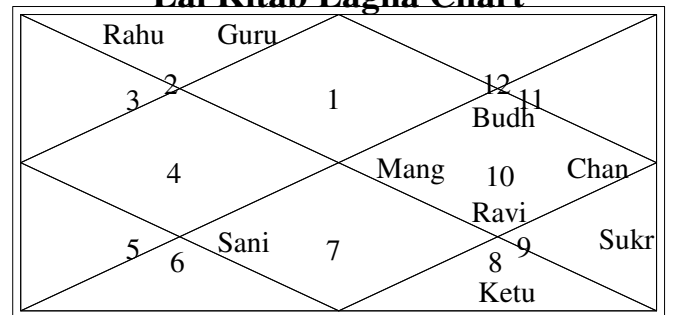 Lal Kitab Lagna Chart
Rahu Guru
2 12
3 1 11
Budh
Mang Chan
4 10
Ravi
Sani Sukr
5 7 9
6 8
Ketu